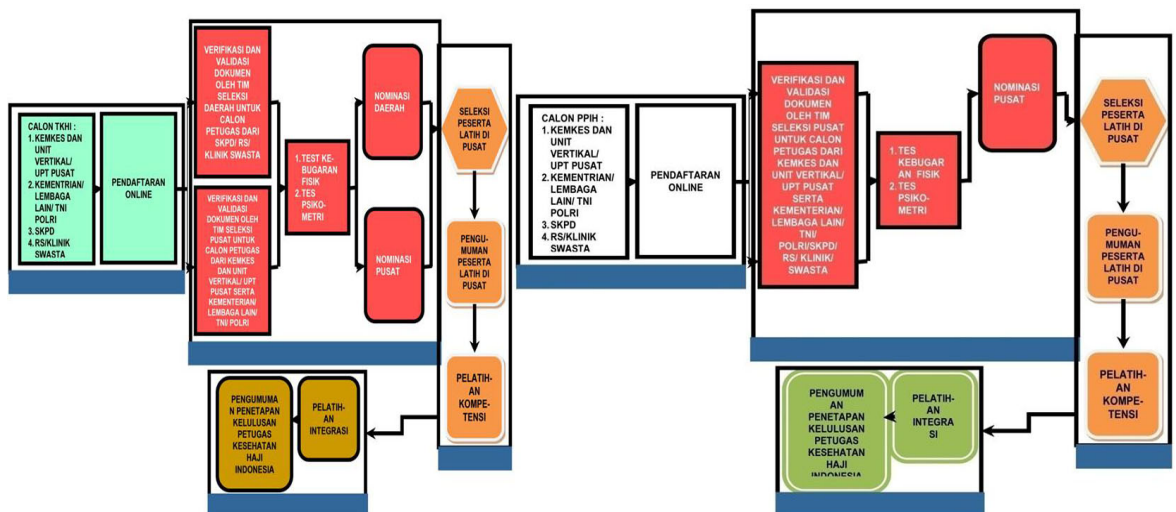 CALON TKHI :
1. KEMKES DAN
UNIT
VERTIKAL/
UPT PUSAT
2. KEMENTRIAN/
LEMBAGA
LAIN/ TNI
POLRI
3. SKPD
4. RS/KLINIK
SWASTA
PENDAFTARAN
ONLINE
VERIFIKASI DAN
VALIDASI
DOKUMEN
OLEH TIM
SELEKSI
DAERAH UNTUK
CALON
PETUGAS DARI
SKPD/ RS/
KLINIK SWASTA
VERIFIKASI DAN
VALIDASI
DOKUMEN OLEH TIM
SELEKSI PUSAT
UNTUK CALON
PETUGAS DARI
KEMKES DAN UNIT
VERTIKAL/ UPT
PUSAT SERTA
KEMENTERIAN/
LEMBAGA LAIN/
TNI/ POLRI
1. TEST KE-
BUGARAN
FISIK
2. TES
PSIKO-
METRI
NOMINASI
DAERAH
NOMINASI
PUSAT
SELEKSI
PESERTA
LATIH DI
PUSAT
PENGU-
MUMAN
PESERTA
LATIH DI
PUSAT
PELATIH-
AN
KOMPE-
TENSI
PELATIH-
AN
INTEGRASI
PENGUMUMA
N PENETAPAN
KELULUSAN
PETUGAS
KESEHATAN
HAJI
INDONESIA
CALON PPIH :
1. KEMKES DAN
UNIT
VERTIKAL/
UPT PUSAT
2. KEMENTRIAN/
LEMBAGA
LAIN/ TNI
POLRI
3. SKPD
4. RS/KLINIK
SWASTA
PENDAFTARAN
ONLINE
VERIFIKASI DAN
VALIDASI
DOKUMEN
OLEH TIM
SELEKSI PUSAT
UNTUK CALON
PETUGAS DARI
KEMKES DAN
UNIT VERTIKAL/
UPT PUSAT
SERTA
KEMENTERIAN/
LEMBAGA LAIN/
TNI/
POLRI/SKPD/
RS/ KLINIK/
SWASTA
1. TES
KEBUGAR
AN FISIK
2. TES
PSIKO-
METRI
NOMINASI
PUSAT
SELEKSI
PESERTA
LATIH DI
PUSAT
PENGU-
MUMAN
PESERTA
LATIH DI
PUSAT
PELATIH-
AN
KOMPE-
TENSI
PELATIH-
AN
INTEGRA
SI
PENGUMUM
AN
PENETAPAN
KELULUSAN
PETUGAS
KESEHATAN
HAJI
INDONESIA